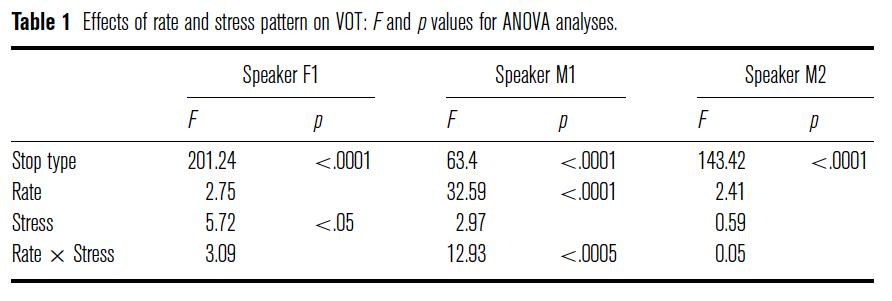 Table 1 Effects of rate and stress pattern on VOT: F and p values for ANOVA analyses.
Speaker F1 Speaker M1 Speaker M2
F p F p F p
Stop type 201.24 <.0001 63.4 <.0001 143.42 <.0001
Rate 2.75 32.59 <.0001 2.41
Stress 5.72 <.05 2.97 0.59
Rate × Stress 3.09 12.93 <.0005 0.05